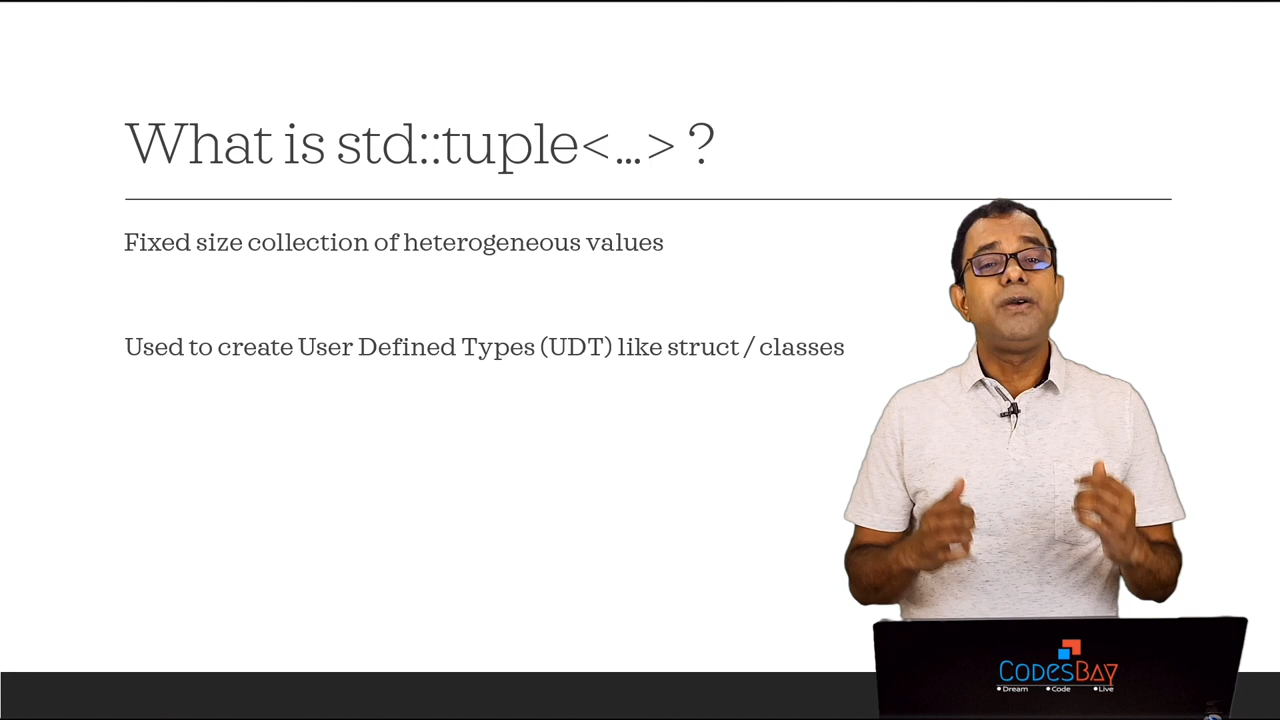 What is std::tuple<...> ?
Fixed size collection of heterogeneous values
Used to create User Defined Types (UDT) like struct / classes
CODESBAY
•Dream •Code •Live